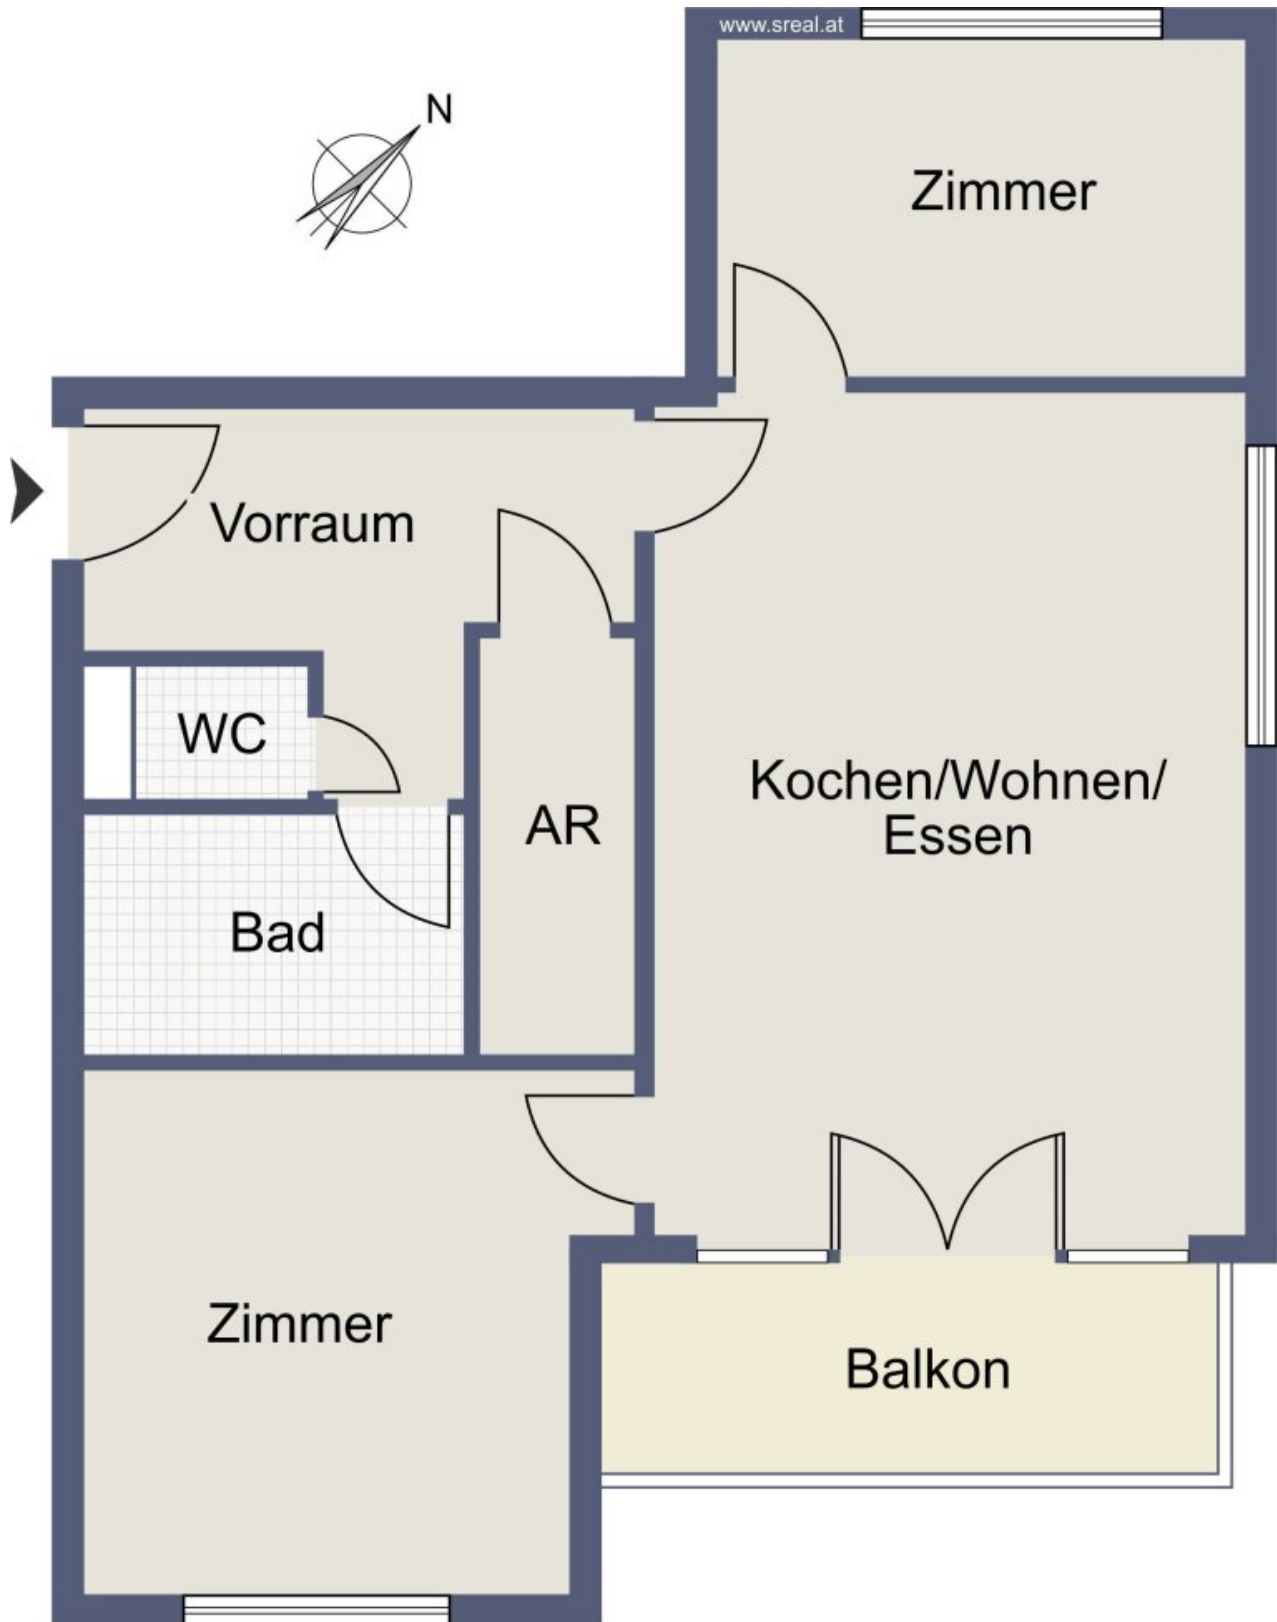 www.sreal.at
N
Zimmer
Vorraum
WC
Kochen/Wohnen/
Essen
AR
Bad
Zimmer
Balkon